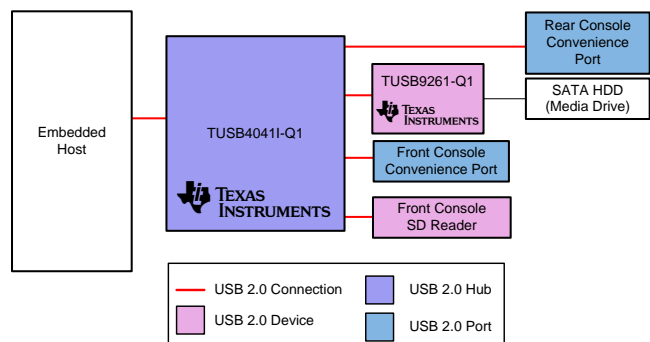 Embedded
Host
TUSB4041I-Q1
TEXAS
INSTRUMENTS
Rear Console
Convenience
Port
TUSB9261-Q1
TEXAS
INSTRUMENTS
SATA HDD
(Media Drive)
Front Console
Convenience Port
Front Console
SD Reader
USB 2.0 Connection
USB 2.0 Hub
USB 2.0 Device
USB 2.0 Port